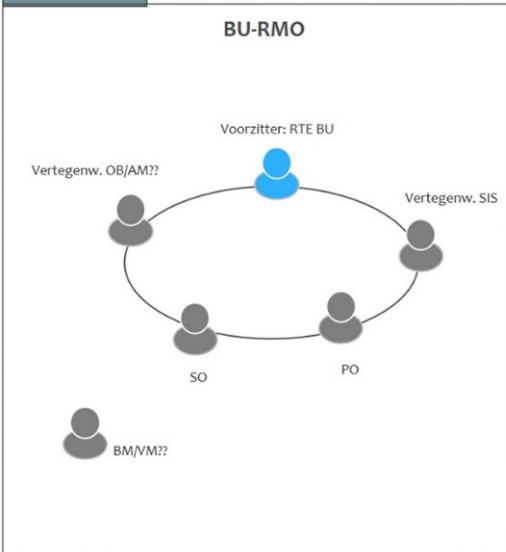 BU-RMO
Voorzitter: RTE BU
Vertegenw. OB/AM??
Vertegenw. SIS
SO
PO
BM/VM??